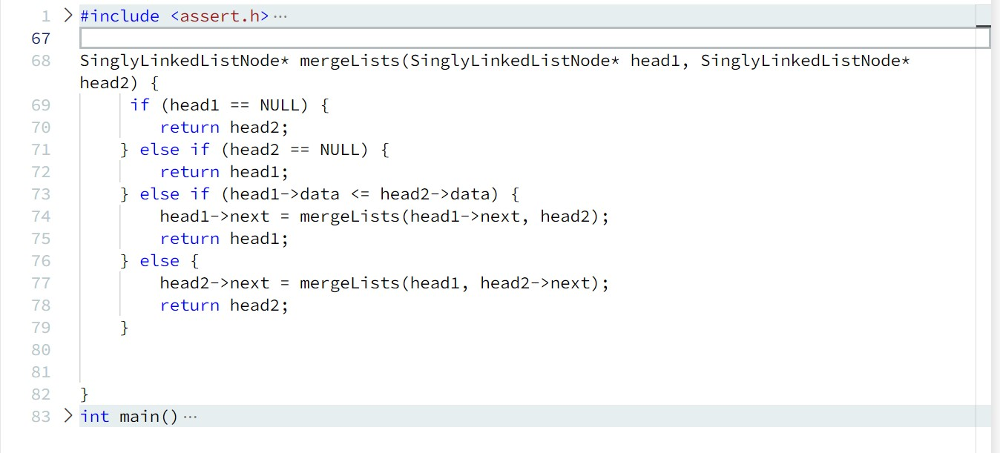 1 > #include <assert.h> ···
67
68 SinglyLinkedListNode* mergeLists(SinglyLinkedListNode* head1, SinglyLinkedListNode*
head2) {
69 if (head1 == NULL) {
70 return head2;
71 } else if (head2 == NULL) {
72 return head1;
73 } else if (head1->data <= head2->data) {
74 head1->next = mergeLists(head1->next, head2);
75 return head1;
76 } else {
77 head2->next = mergeLists(head1, head2->next);
78 return head2;
79 }
80
81
82 }
83 > int main() ···